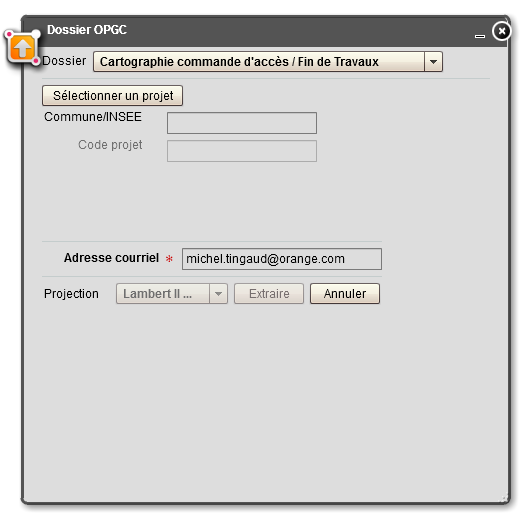 Dossier OPGC
Dossier Cartographie commande d'accès / Fin de Travaux
Sélectionner un projet
Commune/INSEE
Code projet
Adresse courriel * michel.tingaud@orange.com
Projection Lambert II ... Extraire Annuler